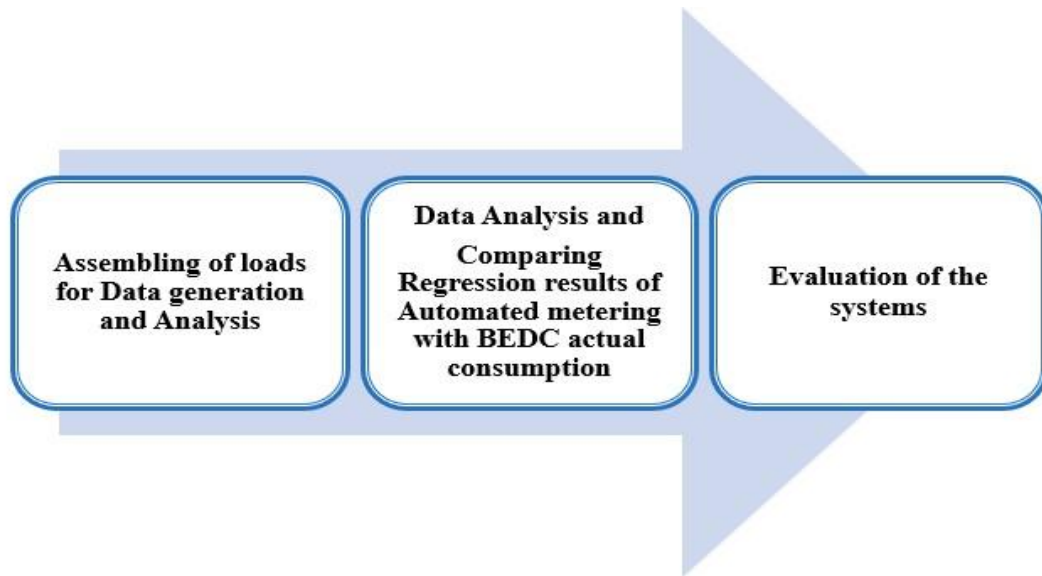 Assembling of loads
for Data generation
and Analysis
Data Analysis and
Comparing
Regression results of
Automated metering
with BEDC actual
consumption
Evaluation of the
systems